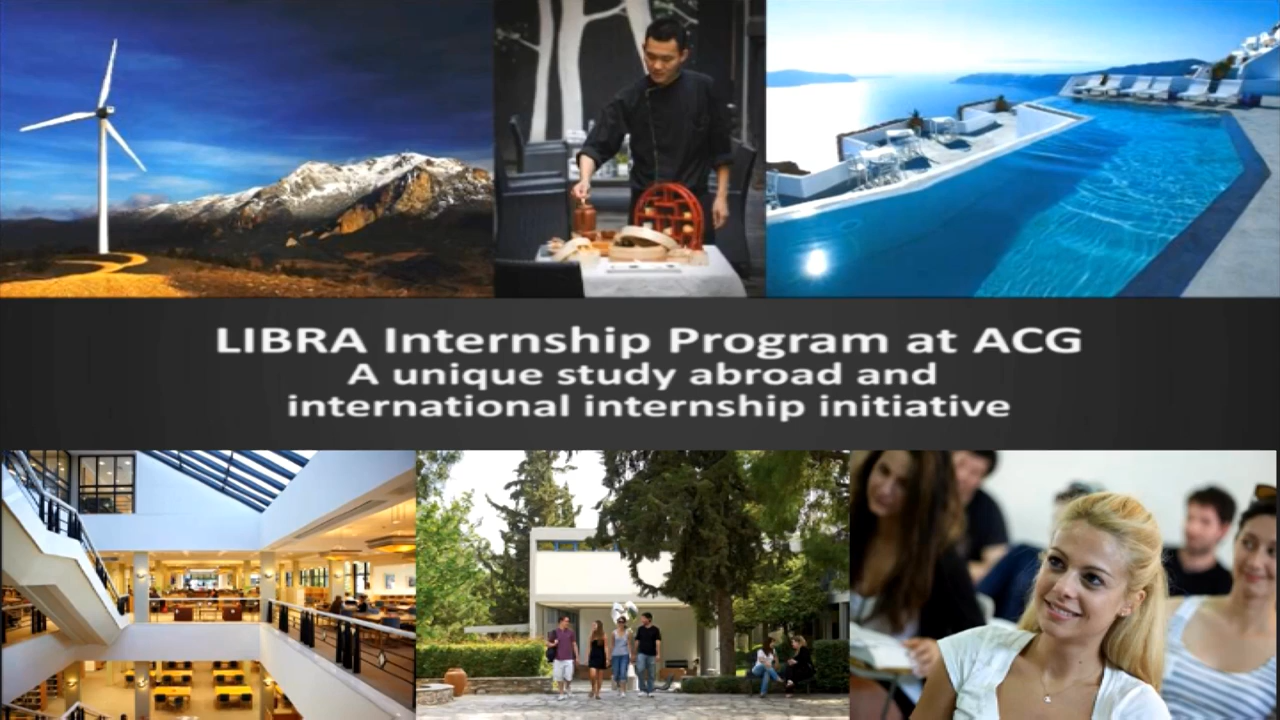 LIBRA Internship Program at ACG
A unique study abroad and
international internship initiative